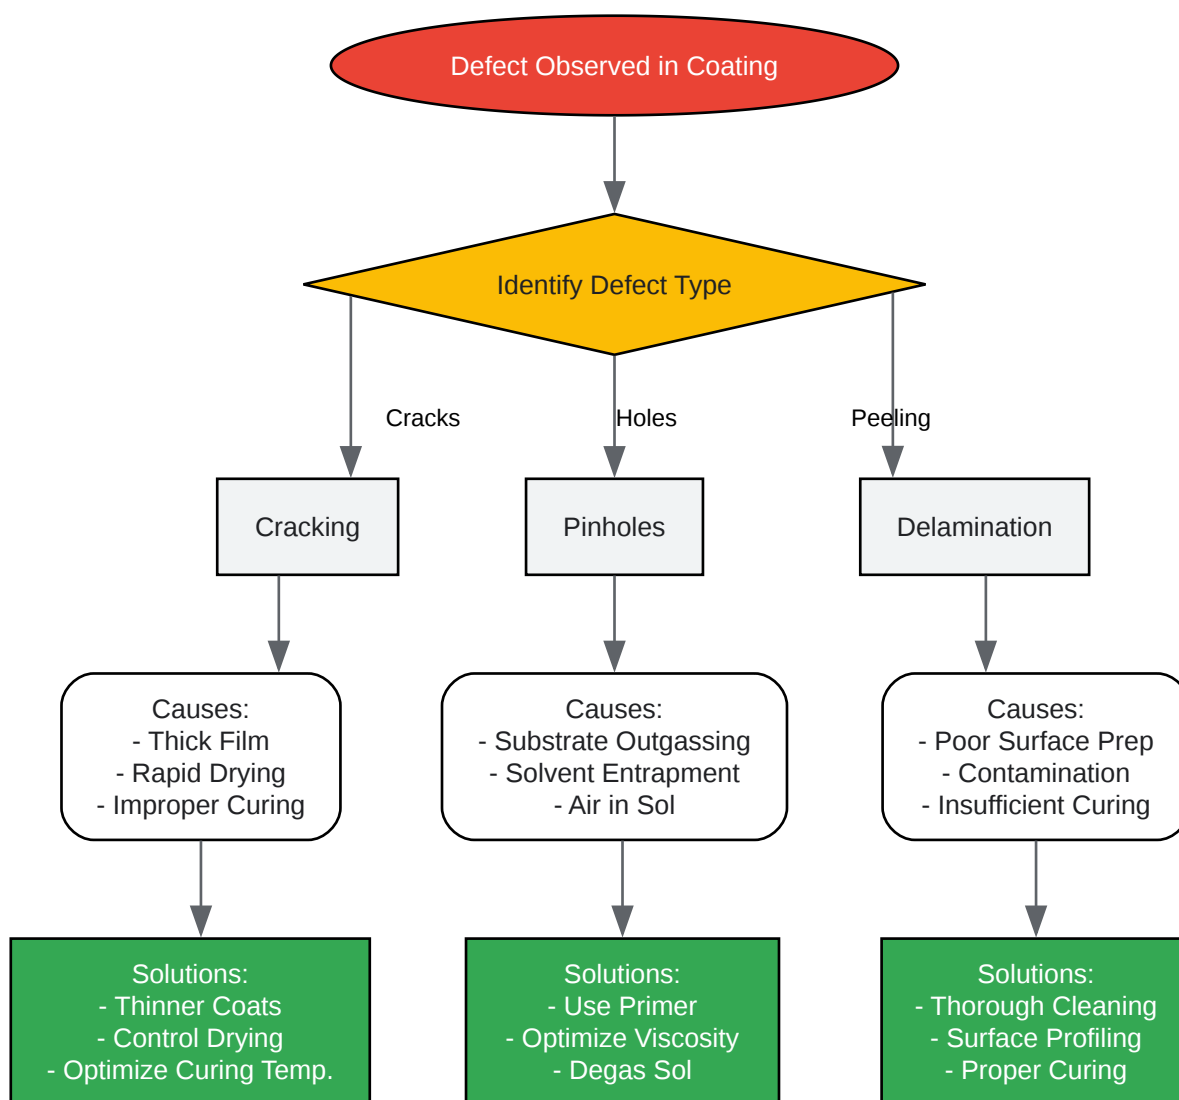 Defect Observed in Coating
Identify Defect Type
Cracks
Holes
Peeling
Cracking
Pinholes
Delamination
Causes:
- Thick Film
- Rapid Drying
- Improper Curing
Causes:
- Substrate Outgassing
- Solvent Entrapment
- Air in Sol
Causes:
- Poor Surface Prep
- Contamination
- Insufficient Curing
Solutions:
- Thinner Coats
- Control Drying
- Optimize Curing Temp.
Solutions:
- Use Primer
- Optimize Viscosity
- Degas Sol
Solutions:
- Thorough Cleaning
- Surface Profiling
- Proper Curing